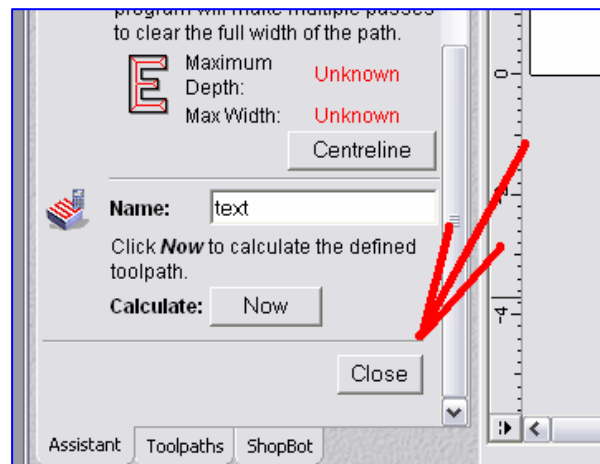 program will make multiple passes
to clear the full width of the path.
Maximum
Depth:
Unknown
Max Width:
Unknown
Centreline
Name:
text
Click Now to calculate the defined
toolpath.
Calculate:
Now
Close
Assistant
Toolpaths
ShopBot
0
-4